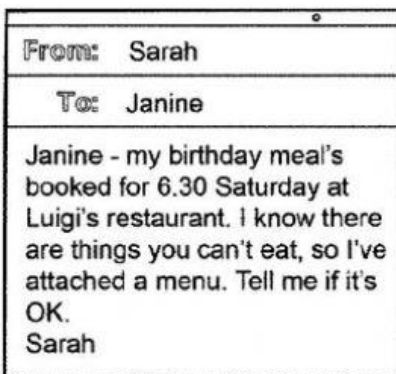 From: Sarah
To: Janine
Janine - my birthday meal's
booked for 6.30 Saturday at
Luigi's restaurant. I know there
are things you can't eat, so I've
attached a menu. Tell me if it's
OK.
Sarah